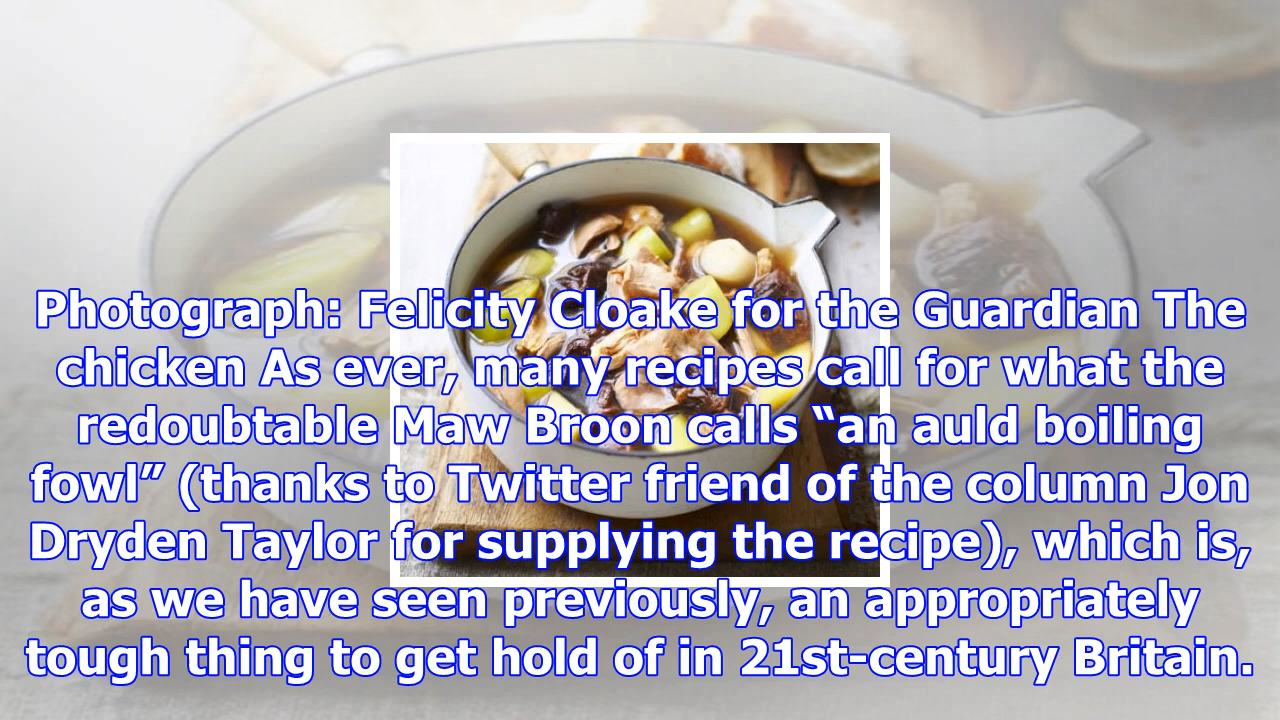 Photograph: Felicity Cloake for the Guardian The
chicken As ever, many recipes call for what the
redoubtable Maw Broon calls “an auld boiling
fowl” (thanks to Twitter friend of the column Jon
Dryden Taylor for supplying the recipe), which is,
as we have seen previously, an appropriately
tough thing to get hold of in 21st-century Britain.